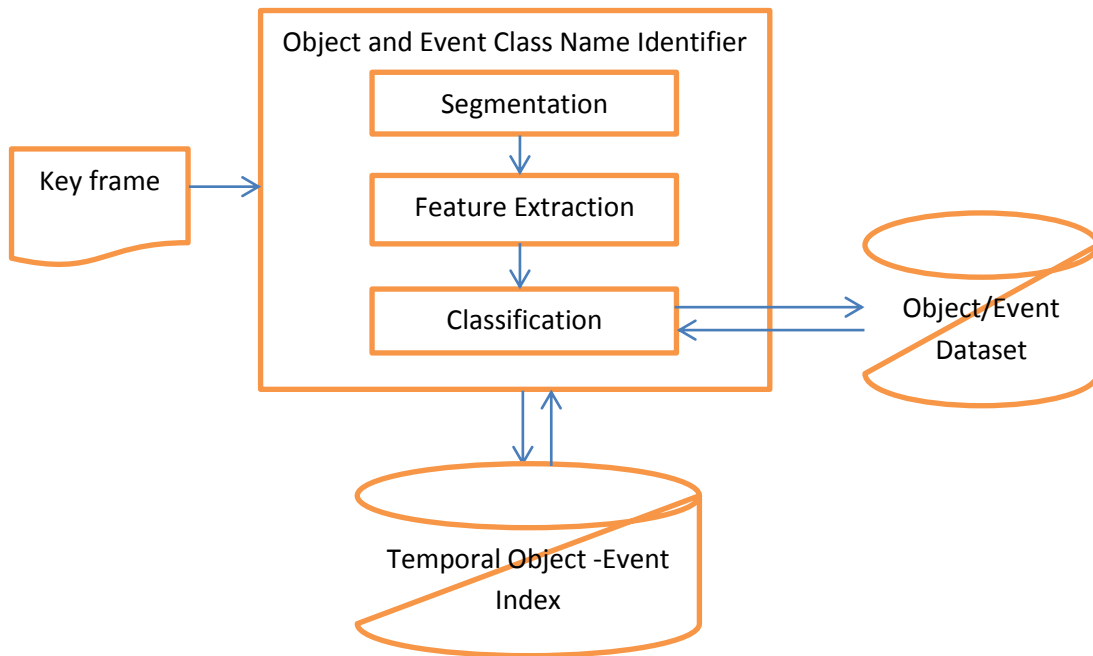 Object and Event Class Name Identifier
Segmentation
Key frame
Feature Extraction
Classification
Object/Event
Dataset
Temporal Object -Event
Index